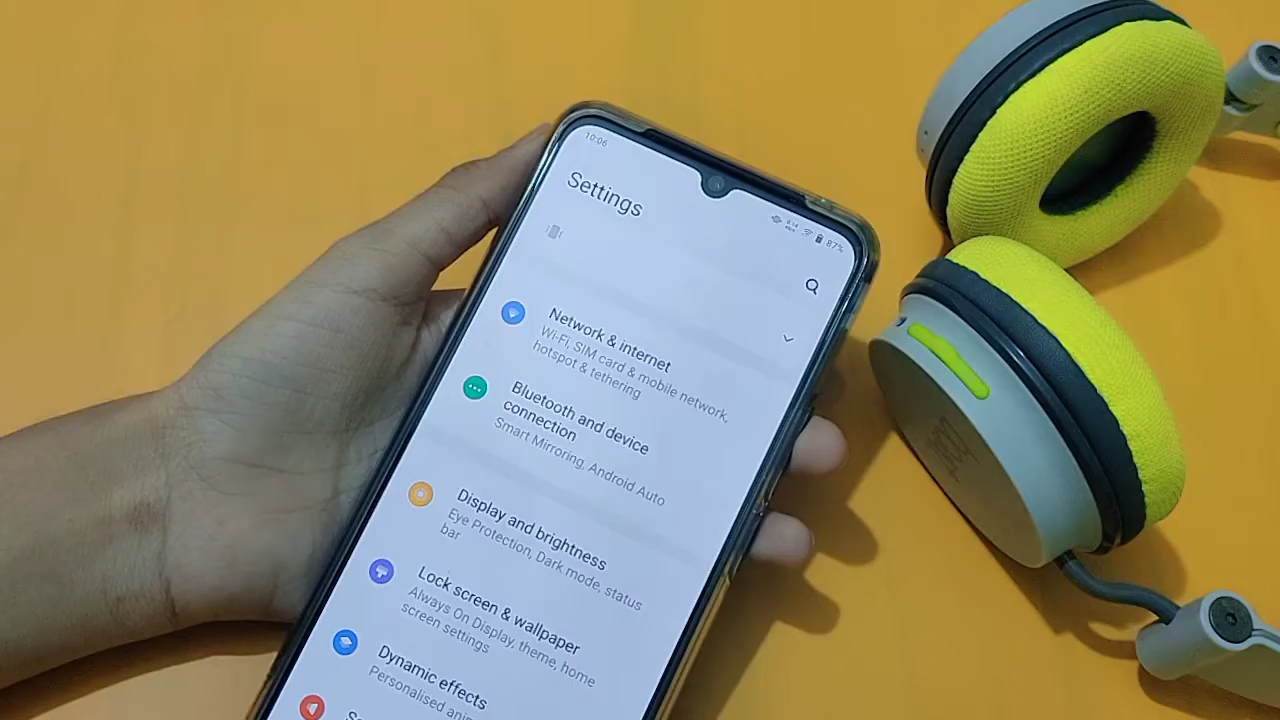 10:06
87%
Settings
Network & internet
Wi-Fi, SIM card & mobile network,
hotspot & tethering
Bluetooth and device
connection
Smart Mirroring, Android Auto
Display and brightness
Eye Protection, Dark mode, status
bar
Lock screen & wallpaper
Always On Display, theme, home
screen settings
Dynamic effects
Personalised
boAt